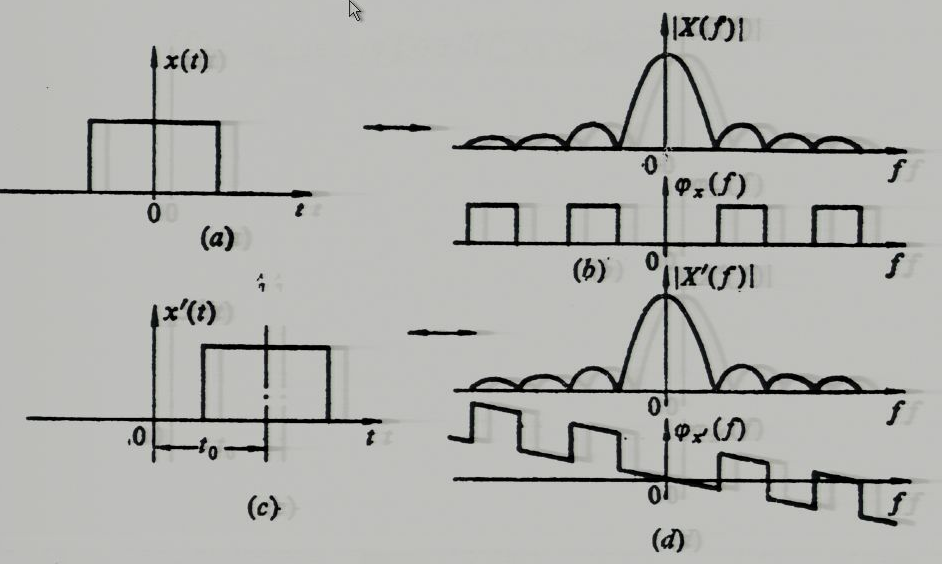 x(t)
0
t
(a)
|X(f)|
0
f
φx(f)
0
f
(b)
x′(t)
0
t0
t
(c)
|X′(f)|
0
f
φx′(f)
0
f
(d)